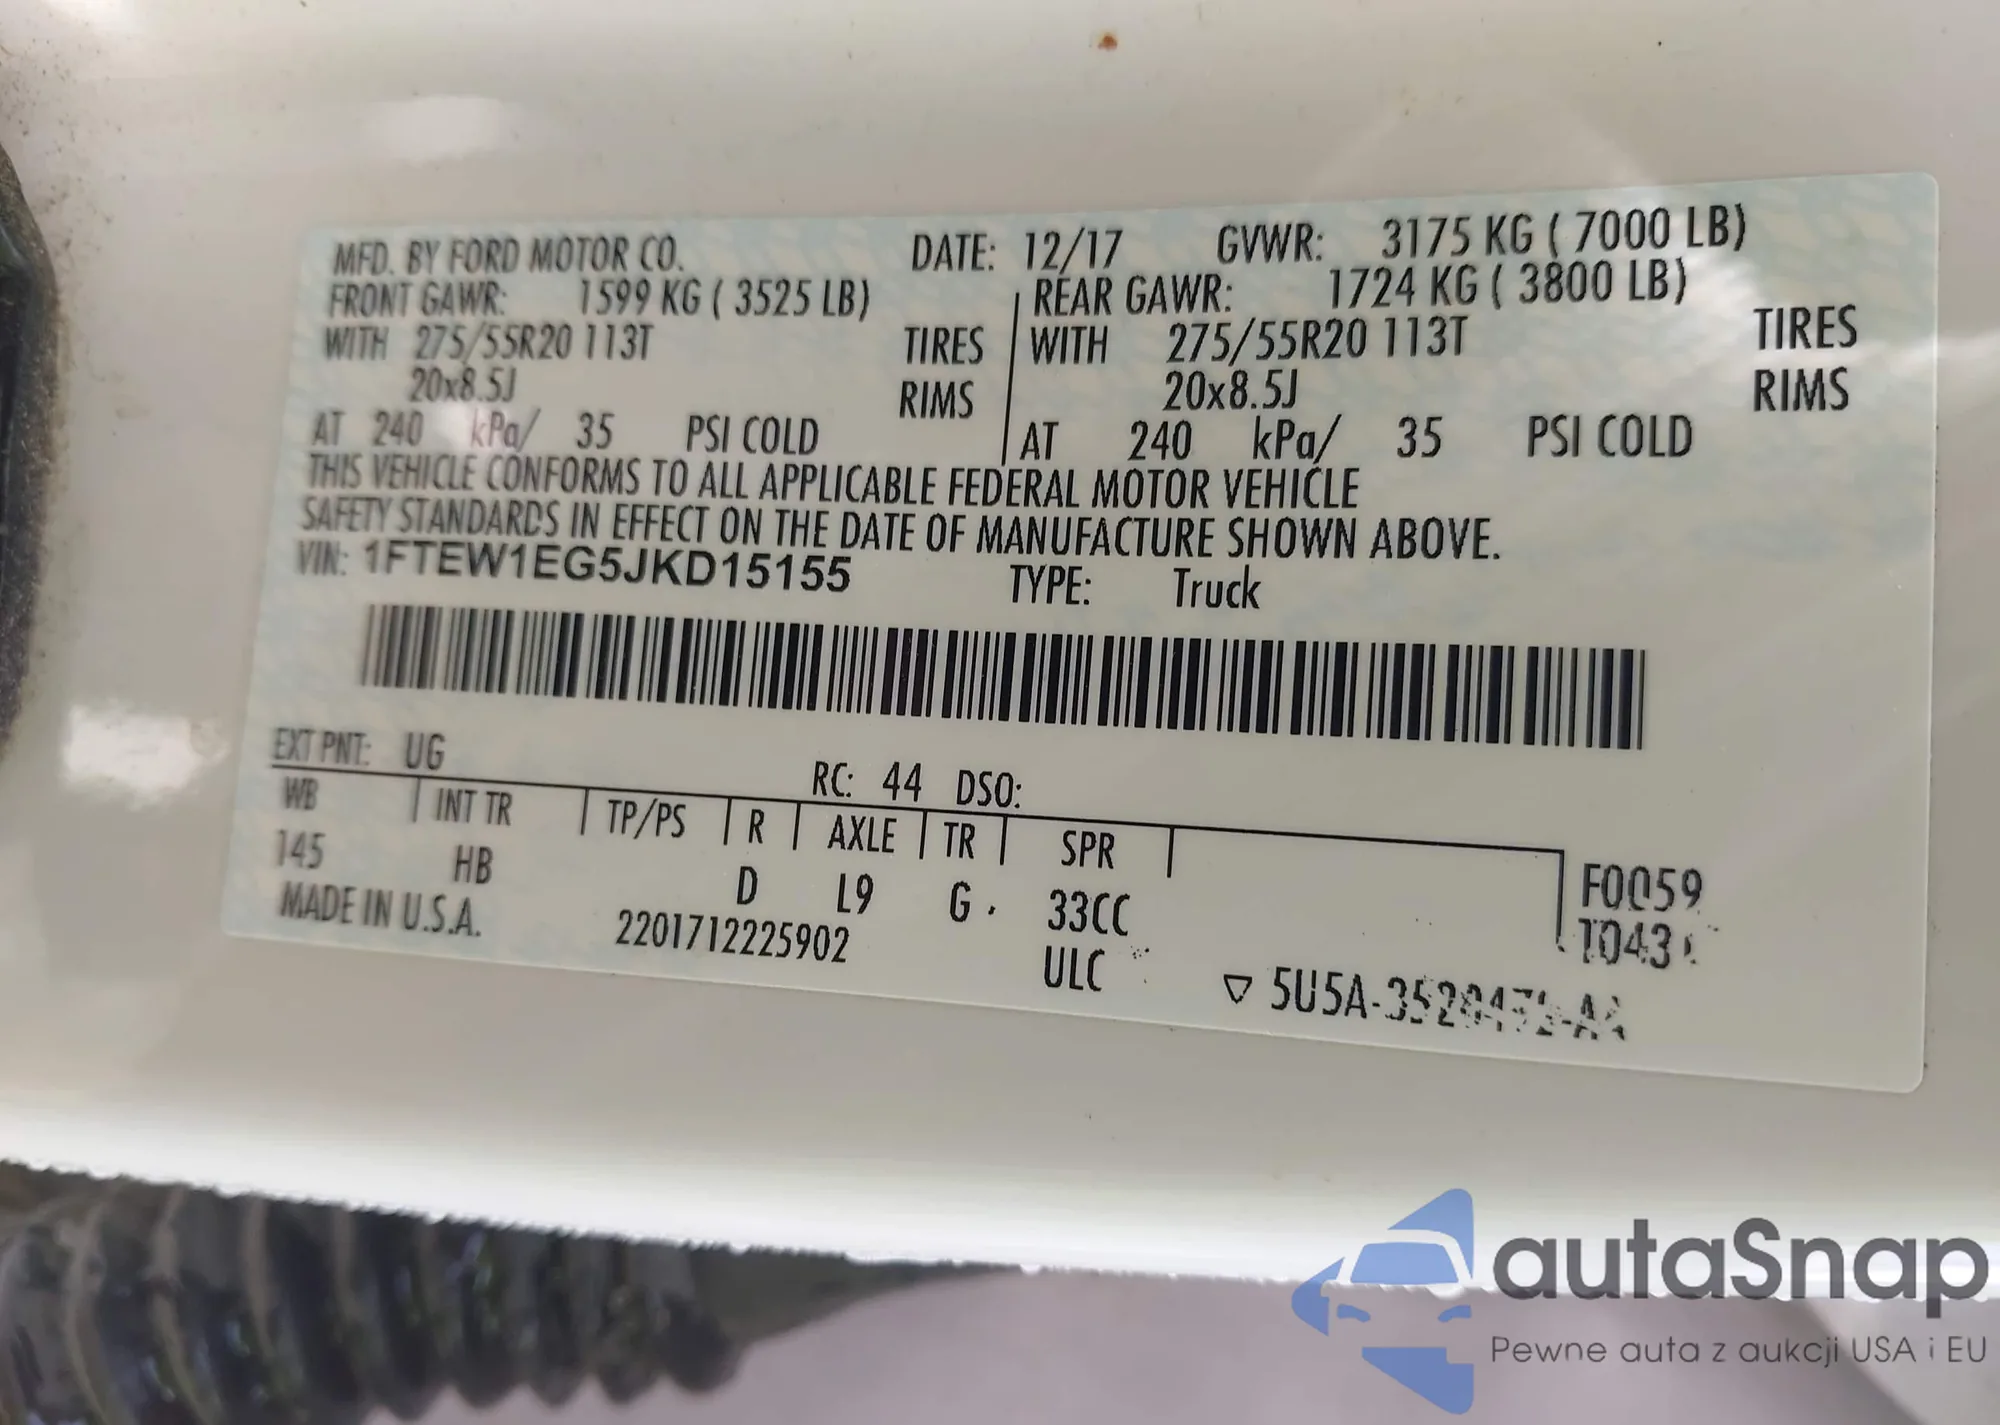 MFD. BY FORD MOTOR CO. DATE: 12/17 GVWR: 3175 KG ( 7000 LB)
FRONT GAWR: 1599 KG ( 3525 LB) REAR GAWR: 1724 KG ( 3800 LB)
WITH 275/55R20 113T TIRES WITH 275/55R20 113T TIRES
20x8.5J RIMS 20x8.5J RIMS
AT 240 kPa/ 35 PSI COLD AT 240 kPa/ 35 PSI COLD
THIS VEHICLE CONFORMS TO ALL APPLICABLE FEDERAL MOTOR VEHICLE
SAFETY STANDARDS IN EFFECT ON THE DATE OF MANUFACTURE SHOWN ABOVE.
VIN: 1FTEW1EG5JKD15155 TYPE: Truck
EXT PNT: UG RC: 44 DSO:
WB INT TR TP/PS R AXLE TR SPR
145 HB D L9 G 33CC F0059
MADE IN U.S.A. 2201712225902 ULC
autaSnap
Pewne auta z aukcji USA i EU